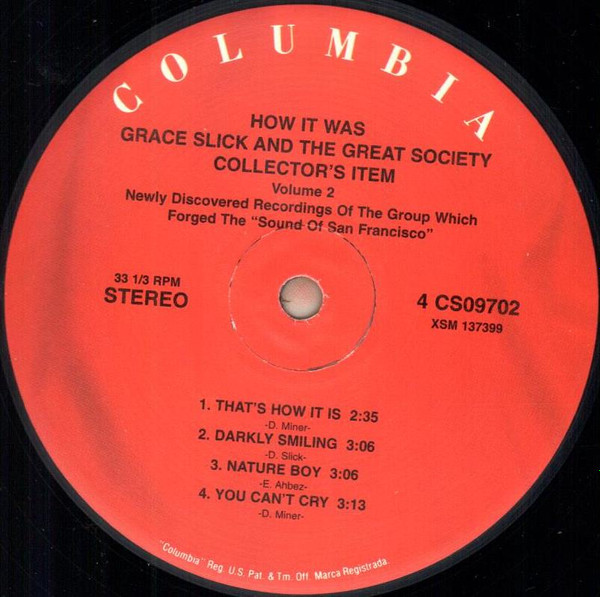 COLUMBIA
HOW IT WAS
GRACE SLICK AND THE GREAT SOCIETY
COLLECTOR'S ITEM
Volume 2
Newly Discovered Recordings Of The Group Which
Forged The "Sound Of San Francisco"
33 1/3 RPM
STEREO
4 CS09702
XSM 137399
1. THAT'S HOW IT IS 2:35
-D. Miner-
2. DARKLY SMILING 3:06
-D. Slick-
3. NATURE BOY 3:06
-E. Ahbez-
4. YOU CAN'T CRY 3:13
-D. Miner-
"Columbia" Reg. U.S. Pat. & Tm. Off. Marca Registrada.